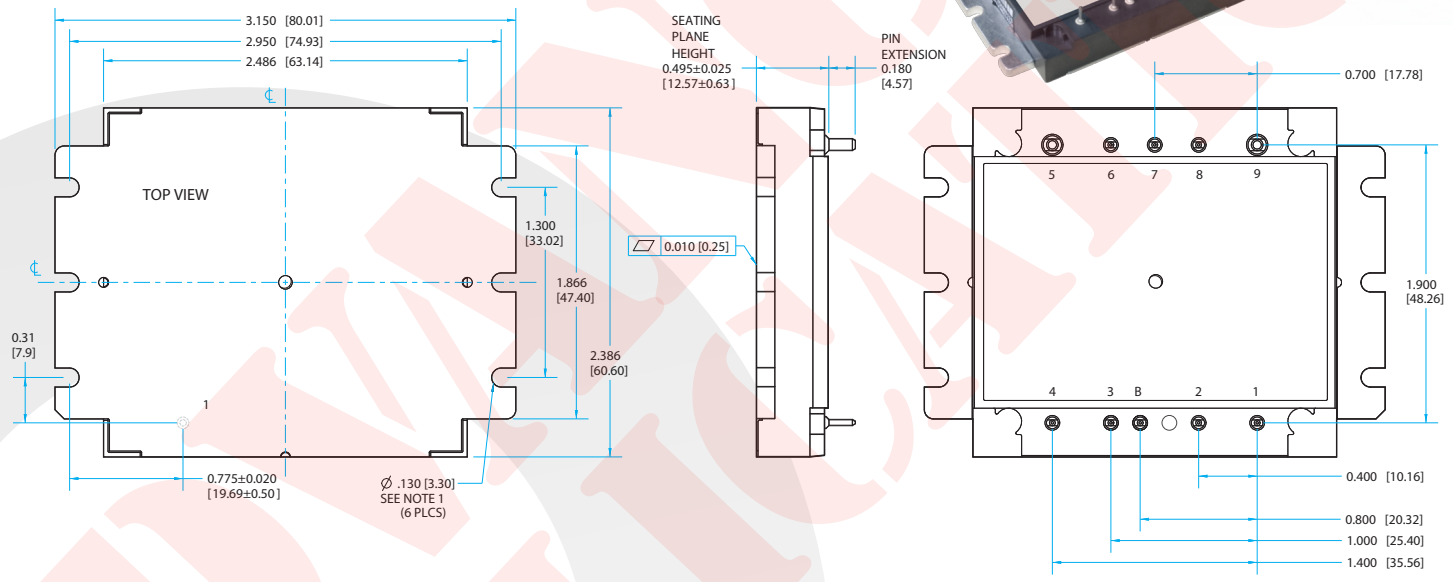 3.150 [80.01]
2.950 [74.93]
2.486 [63.14]
TOP VIEW
1.300
[33.02]
1.866
[47.40]
2.386
[60.60]
0.31
[7.9]
1
0.775±0.020
[19.69±0.50]
Ø .130 [3.30]
SEE NOTE 1
(6 PLCS)
SEATING
PLANE
HEIGHT
0.495±0.025
[12.57±0.63]
PIN
EXTENSION
0.180
[4.57]
0.010 [0.25]
0.700 [17.78]
5 6 7 8 9
1.900
[48.26]
4 3 B 2 1
0.400 [10.16]
0.800 [20.32]
1.000 [25.40]
1.400 [35.56]